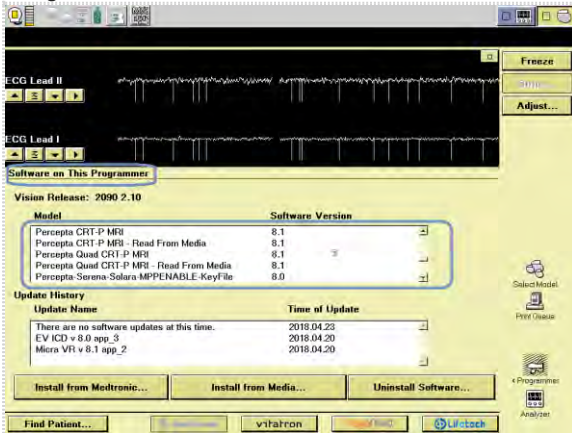 Freeze
Adjust...
ECG Lead II
ECG Lead I
Software on This Programmer
Vision Release: 2090 2.10
Model Software Version
Percepta CRT-P MRI 8.1
Percepta CRT-P MRI - Read From Media 8.1
Percepta Quad CRT-P MRI 8.1
Percepta Quad CRT-P MRI - Read From Media 8.1
Percepta-Serena-Solara-MPPENABLE-KeyFile 8.0
Select Model
Update History
Update Name Time of Update
Print Queue
There are no software updates at this time. 2018.04.23
EV ICD v 8.0 app_3 2018.04.20
Micra VR v 8.1 app_2 2018.04.20
Programmer
Install from Medtronic... Install from Media... Uninstall Software...
Analyzer
Find Patient... vitatron Lifetech